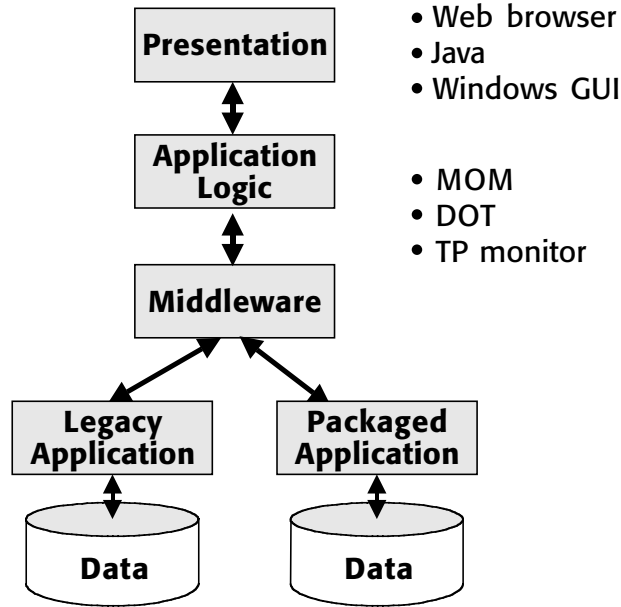 Presentation
• Web browser
• Java
• Windows GUI
Application
Logic
• MOM
• DOT
• TP monitor
Middleware
Legacy
Application
Packaged
Application
Data
Data